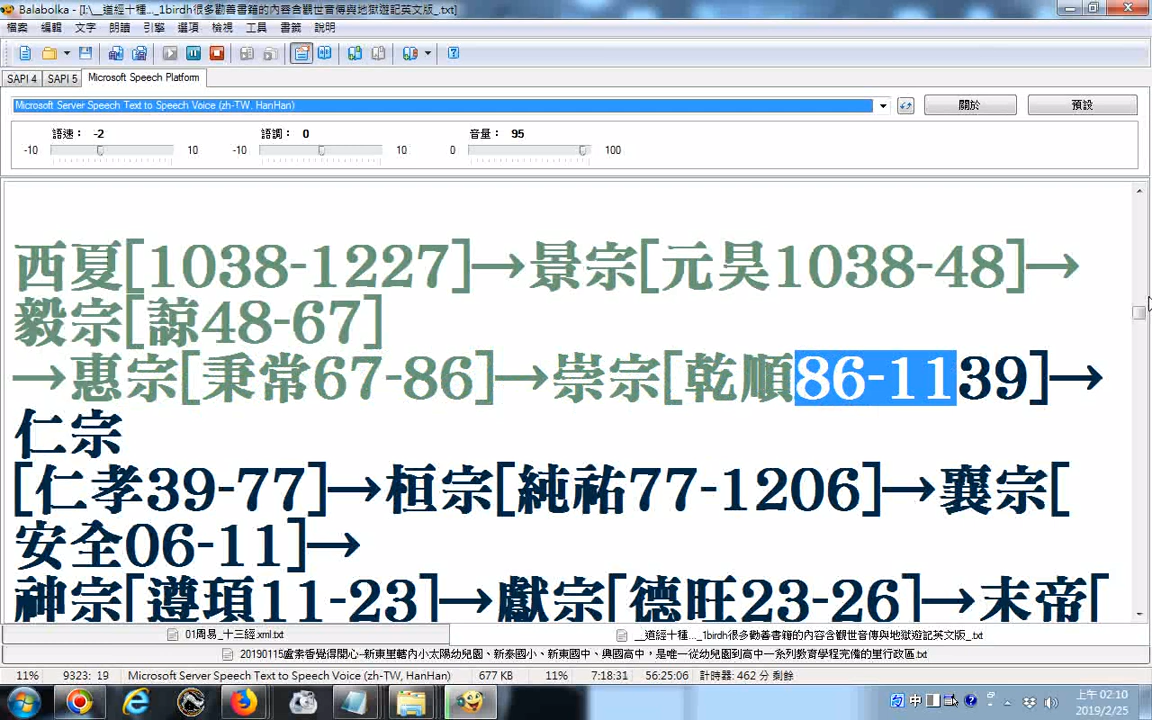 Balabolka - [I:\__道經十種..._1birdh很多勸善書籍的內容含觀世音傳與地獄遊記英文版_.txt]
檔案 編輯 文字 朗讀 引擎 選項 檢視 工具 書籤 說明
SAPI 4 SAPI 5 Microsoft Speech Platform
Microsoft Server Speech Text to Speech Voice (zh-TW, HanHan) 關於 預設
語速： -2 語調： 0 音量： 95
-10 10 -10 10 0 100
西夏[1038-1227]→景宗[元昊1038-48]→
毅宗[諒48-67]
→惠宗[秉常67-86]→崇宗[乾順86-1139]→
仁宗
[仁孝39-77]→桓宗[純祐77-1206]→襄宗[
安全06-11]→
神宗[遵頊11-23]→獻宗[德旺23-26]→末帝[
01周易_十三經.xml.txt __道經十種..._1birdh很多勸善書籍的內容含觀世音傳與地獄遊記英文版_.txt
20190115盧素香覺得開心--新東里轄內小太陽幼兒園、新泰國小、新東國中、興國高中，是唯一從幼兒園到高中一系列教育學程完備的里行政區.txt
11% 9323: 19 Microsoft Server Speech Text to Speech Voice (zh-TW, HanHan) 677 KB 11% 7:18:31 56:25:06 計時器: 462 分 剩餘
中 上午 02:10
2019/2/25